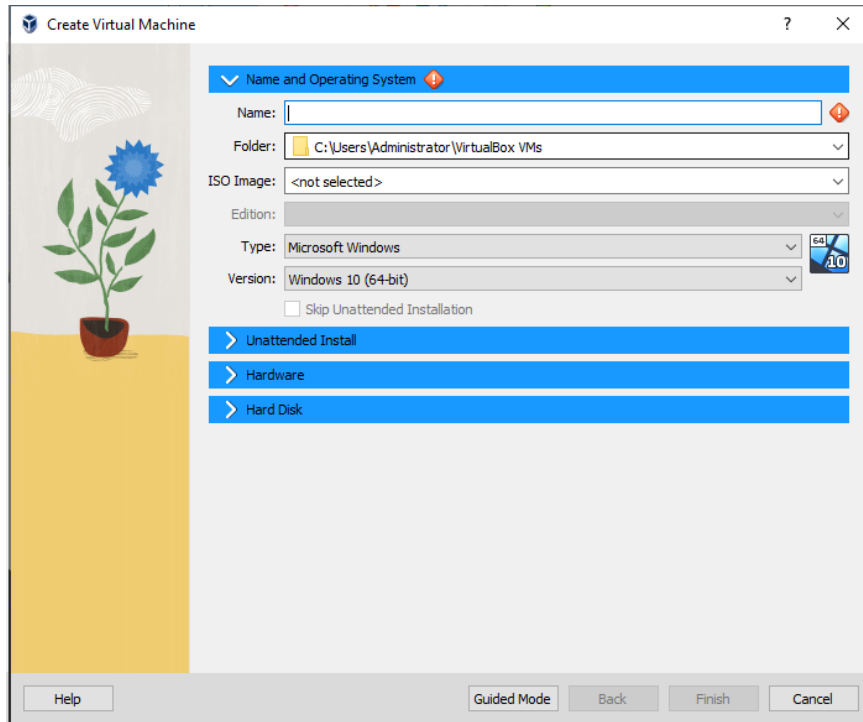 Create Virtual Machine ? X
Name and Operating System
Name:
Folder: C:\Users\Administrator\VirtualBox VMs
ISO Image: <not selected>
Edition:
Type: Microsoft Windows 64
Version: Windows 10 (64-bit) 10
Skip Unattended Installation
Unattended Install
Hardware
Hard Disk
Help Guided Mode Back Finish Cancel